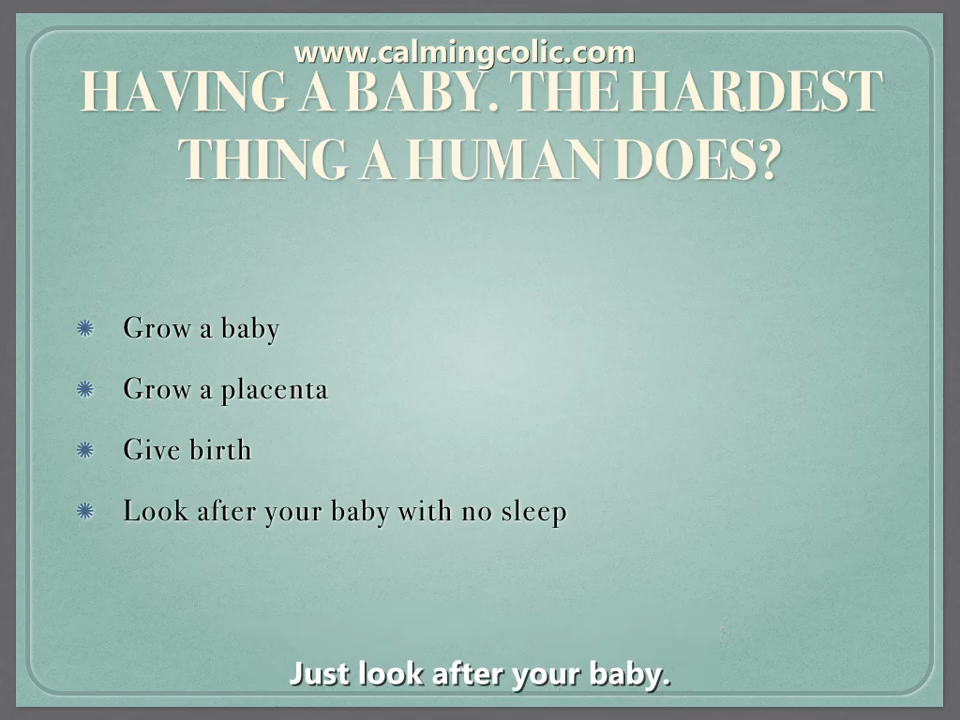 www.calmingcolic.com
HAVING A BABY. THE HARDEST
THING A HUMAN DOES?
Grow a baby
Grow a placenta
Give birth
Look after your baby with no sleep
Just look after your baby.